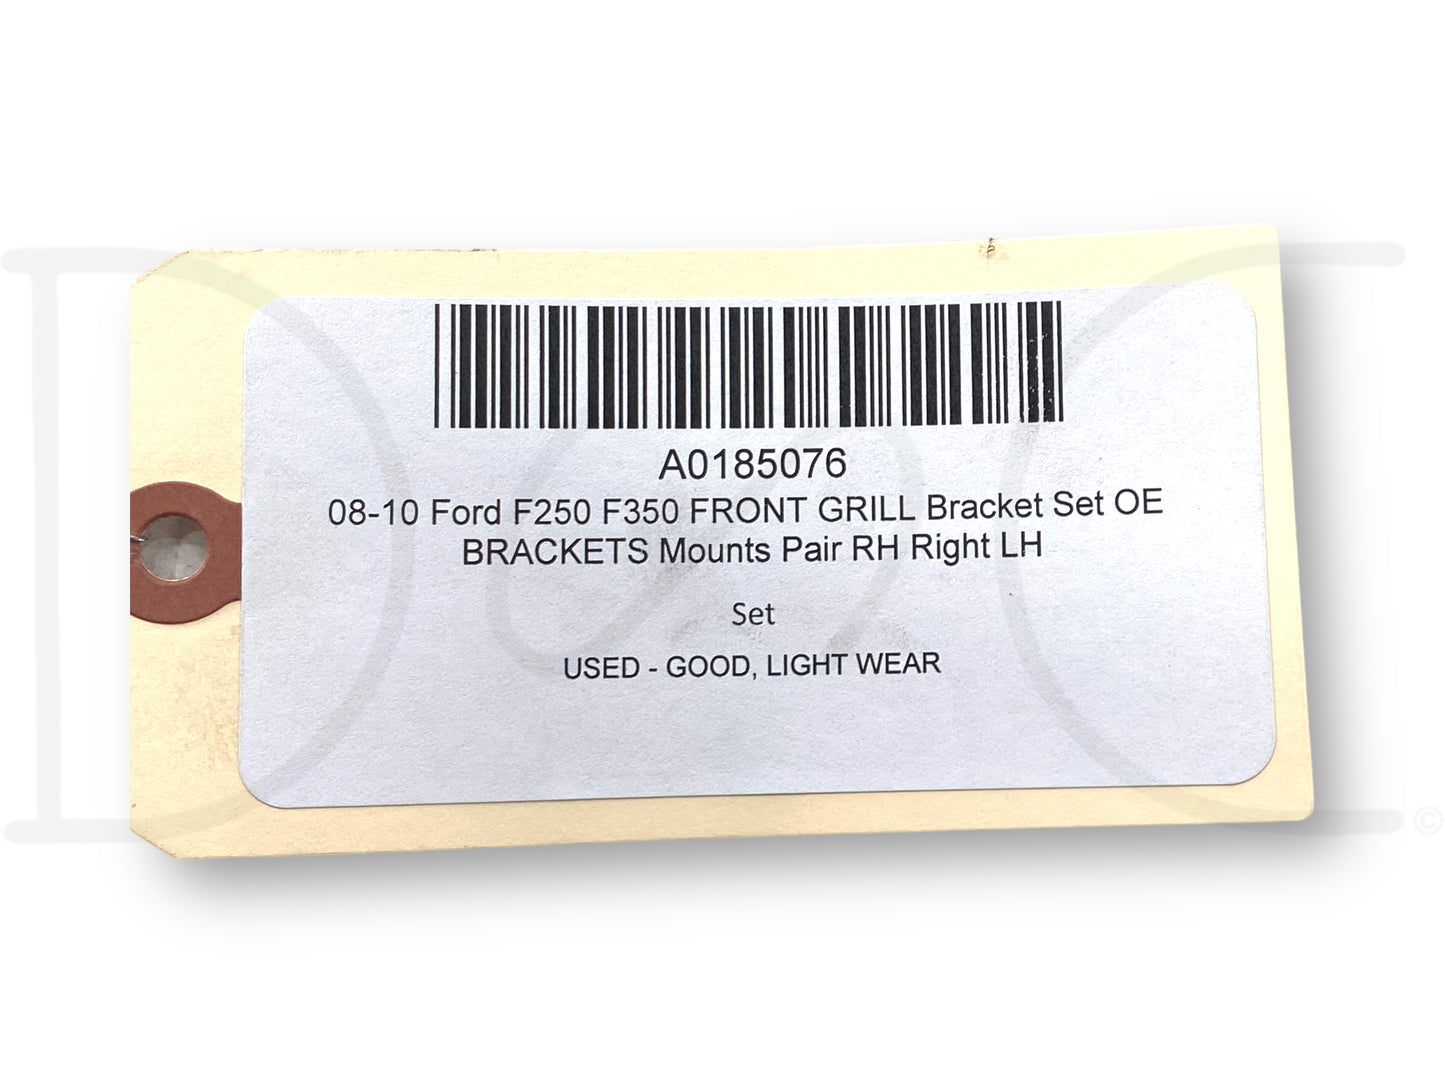 A0185076
08-10 Ford F250 F350 FRONT GRILL Bracket Set OE
BRACKETS Mounts Pair RH Right LH
Set
USED - GOOD, LIGHT WEAR
©